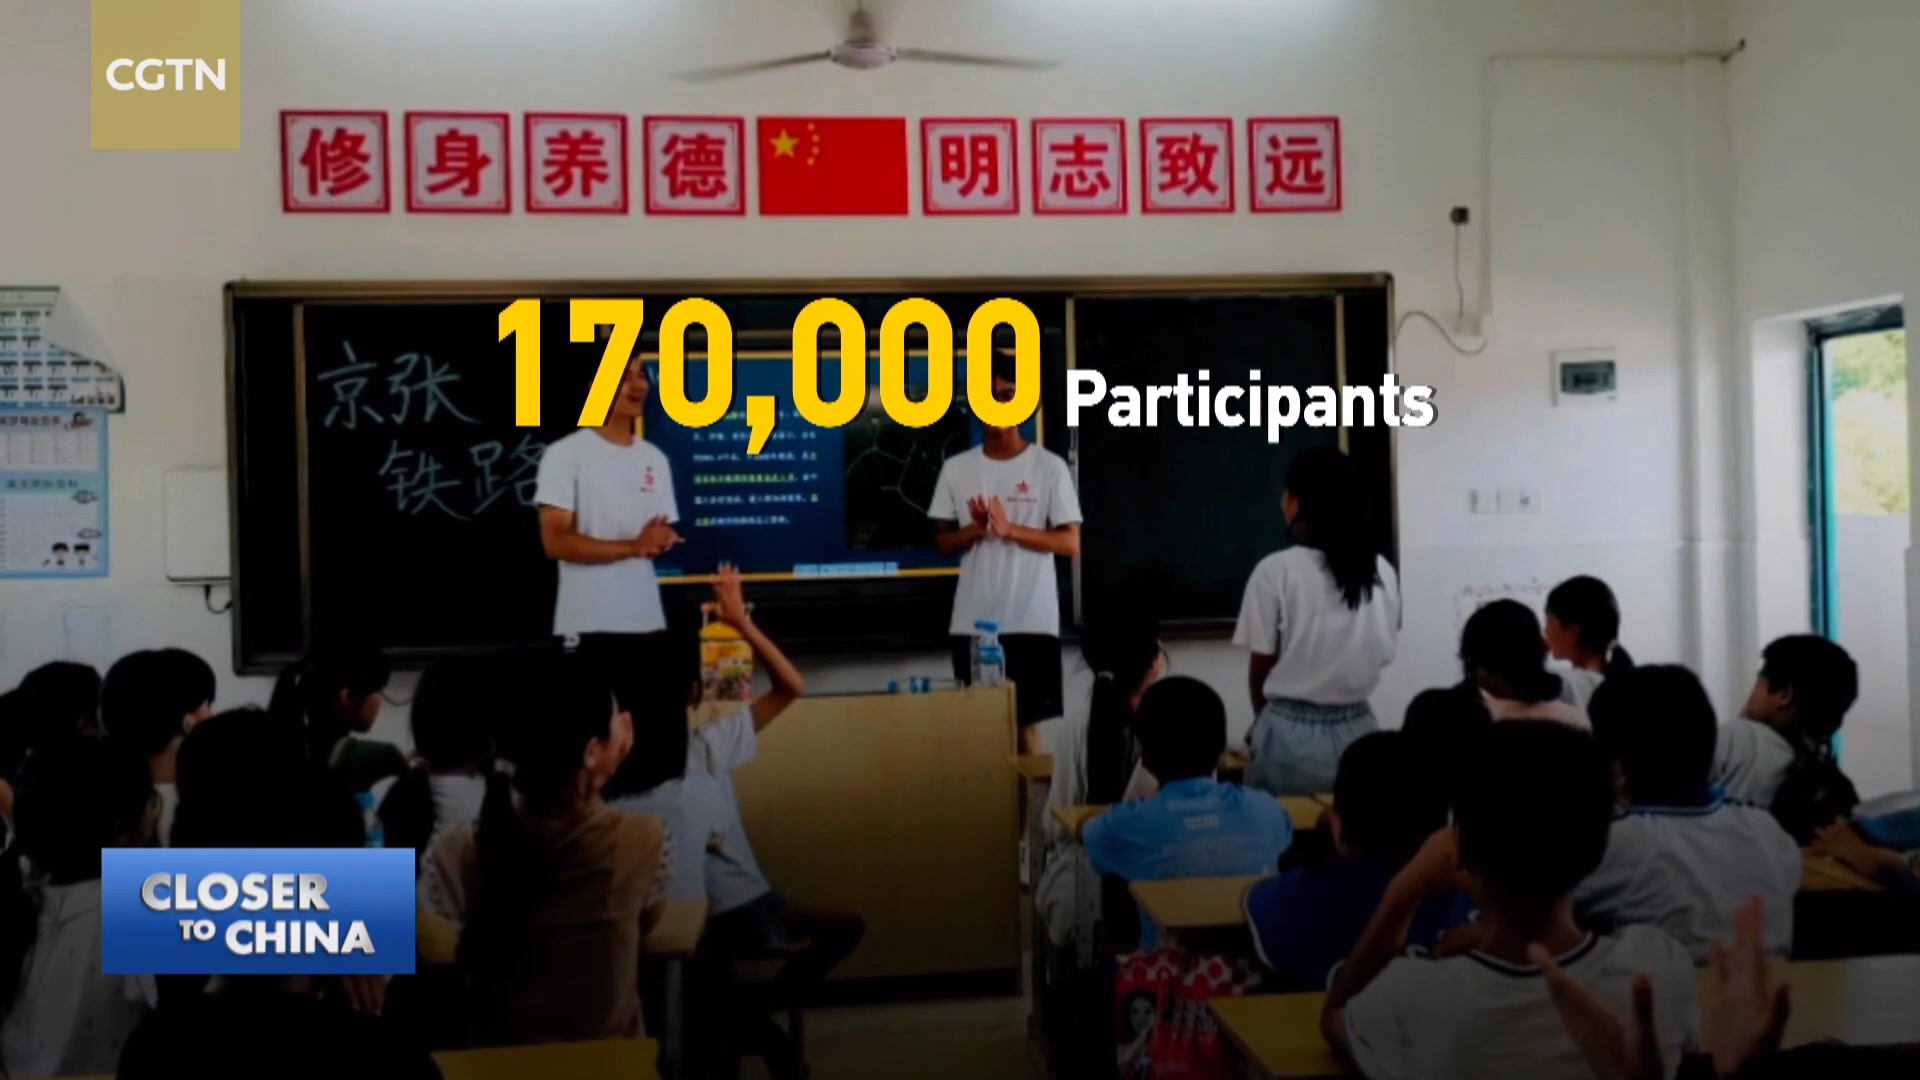 CGTN
修身养德 明志致远
170,000 Participants
京张
铁路
CLOSER
TO CHINA